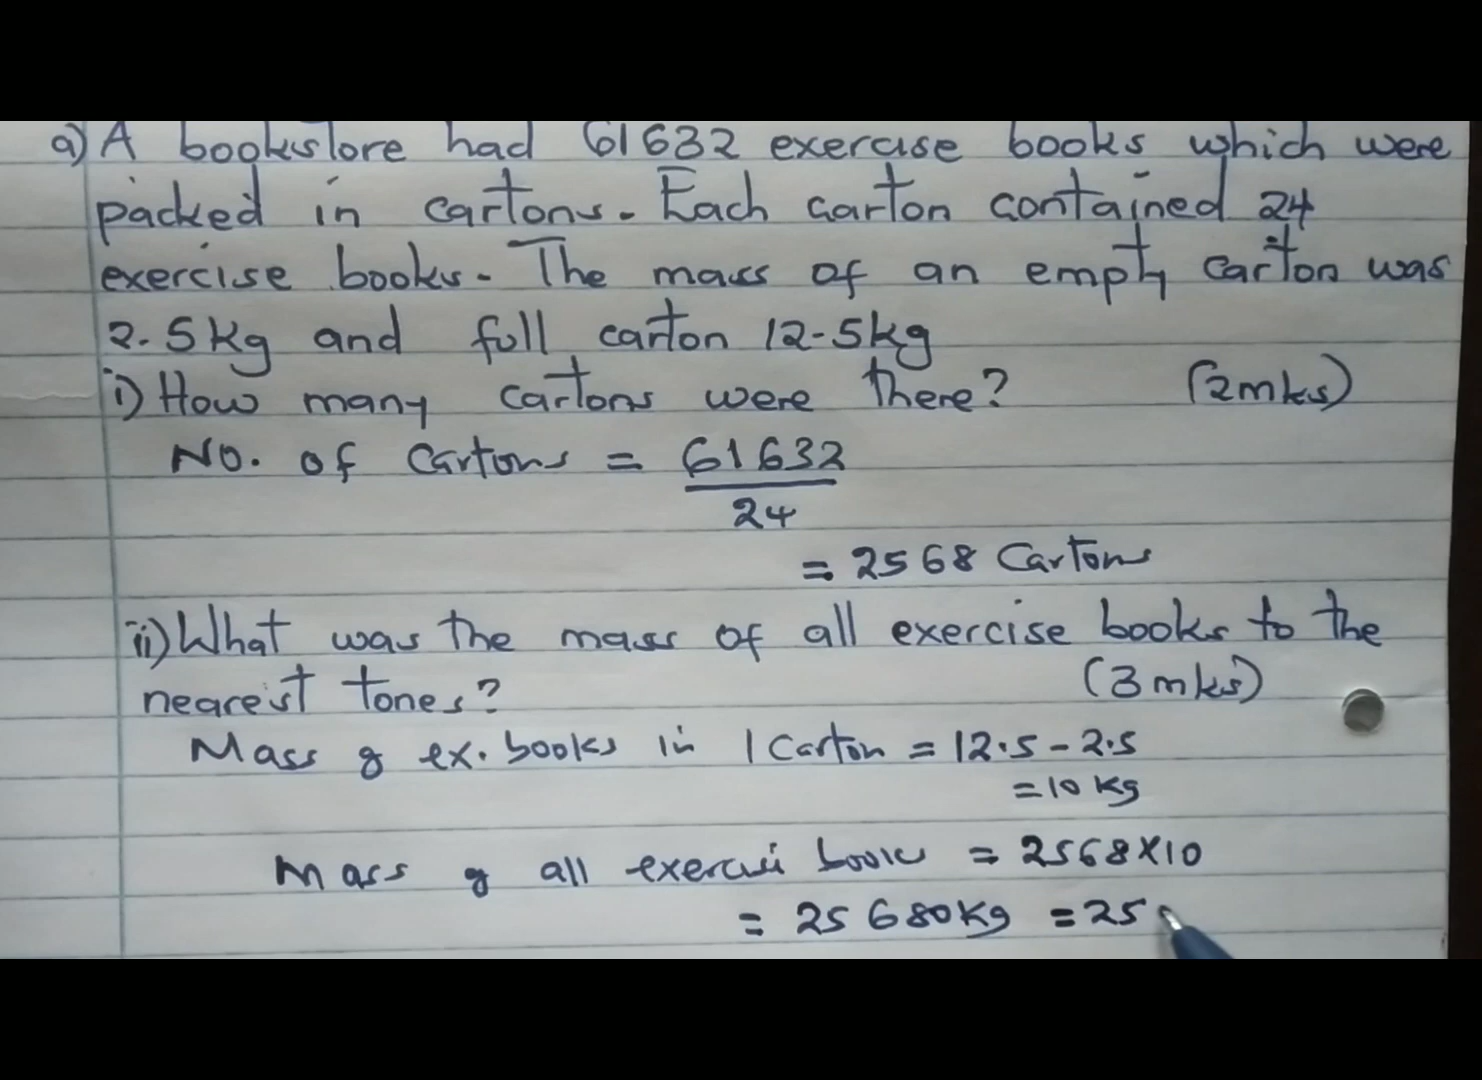 a) A bookstore had 61632 exercise books which were
packed in cartons. Each carton contained 24
exercise books. The mass of an empty carton was
2.5kg and full carton 12.5kg
i) How many cartons were there? (2mks)
No. of Cartons = 61632
24
= 2568 Cartons
ii) What was the mass of all exercise books to the
nearest tones? (3mks)
Mass of ex. books in 1 Carton = 12.5 - 2.5
= 10 Kg
Mass of all exercise books = 2568 X 10
= 25 680Kg = 25